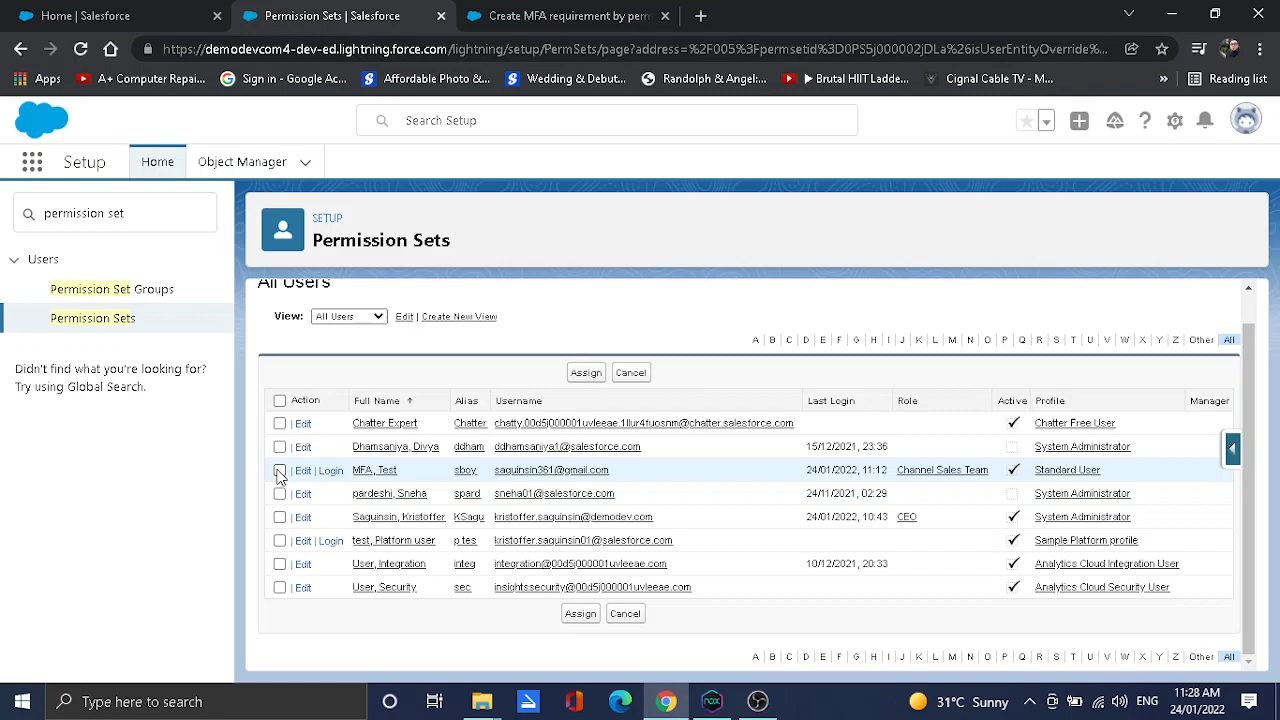 Home | Salesforce
Permission Sets | Salesforce
Create MFA requirement by perm
https://demodevcom4-dev-ed.lightning.force.com/lightning/setup/PermSets/page?address=%2F005%3Fpermsetid%3D0PS5j000002jDLa%26isUserEntityOverride%...
Apps
A+ Computer Repai...
Sign in - Google Ac...
Affordable Photo &...
Wedding & Debut...
Randolph & Angel...
Brutal HIIT Ladde...
Cignal Cable TV - M...
»
Reading list
Search Setup
Setup
Home
Object Manager
permission set
SETUP
Permission Sets
Users
Permission Set Groups
Permission Sets
Didn't find what you're looking for?
Try using Global Search.
All Users
View: All Users Edit | Create New View
A B C D E F G H I J K L M N O P Q R S T U V W X Y Z Other All
Assign Cancel
Action Full Name Alias Username Last Login Role Active Profile Manager
| Edit Chatter Expert Chatter chatty.00d5j000001uvleeae.1llur4fuosnm@chatter.salesforce.com Chatter Free User
| Edit Dhamsaniya, Divya ddham ddhamsaniya1@salesforce.com 15/12/2021, 23:36 System Administrator
| Edit | Login MFA, Test sboy saquinsin361@gmail.com 24/01/2022, 11:12 Channel Sales Team Standard User
| Edit pardeshi, Sneha spard sneha01@salesforce.com 24/11/2021, 02:29 System Administrator
| Edit Saquinsin, Kristoffer KSaqu kristoffer.saquinsin@demodev.com 24/01/2022, 10:43 CEO System Administrator
| Edit | Login test, Platform user p.tes kristoffer.saquinsin01@salesforce.com Sample Platform profile
| Edit User, Integration integ integration@00d5j000001uvleeae.com 10/12/2021, 20:33 Analytics Cloud Integration User
| Edit User, Security sec insightssecurity@00d5j000001uvleeae.com Analytics Cloud Security User
Assign Cancel
A B C D E F G H I J K L M N O P Q R S T U V W X Y Z Other All
Type here to search
31°C Sunny
ENG
11:28 AM
24/01/2022